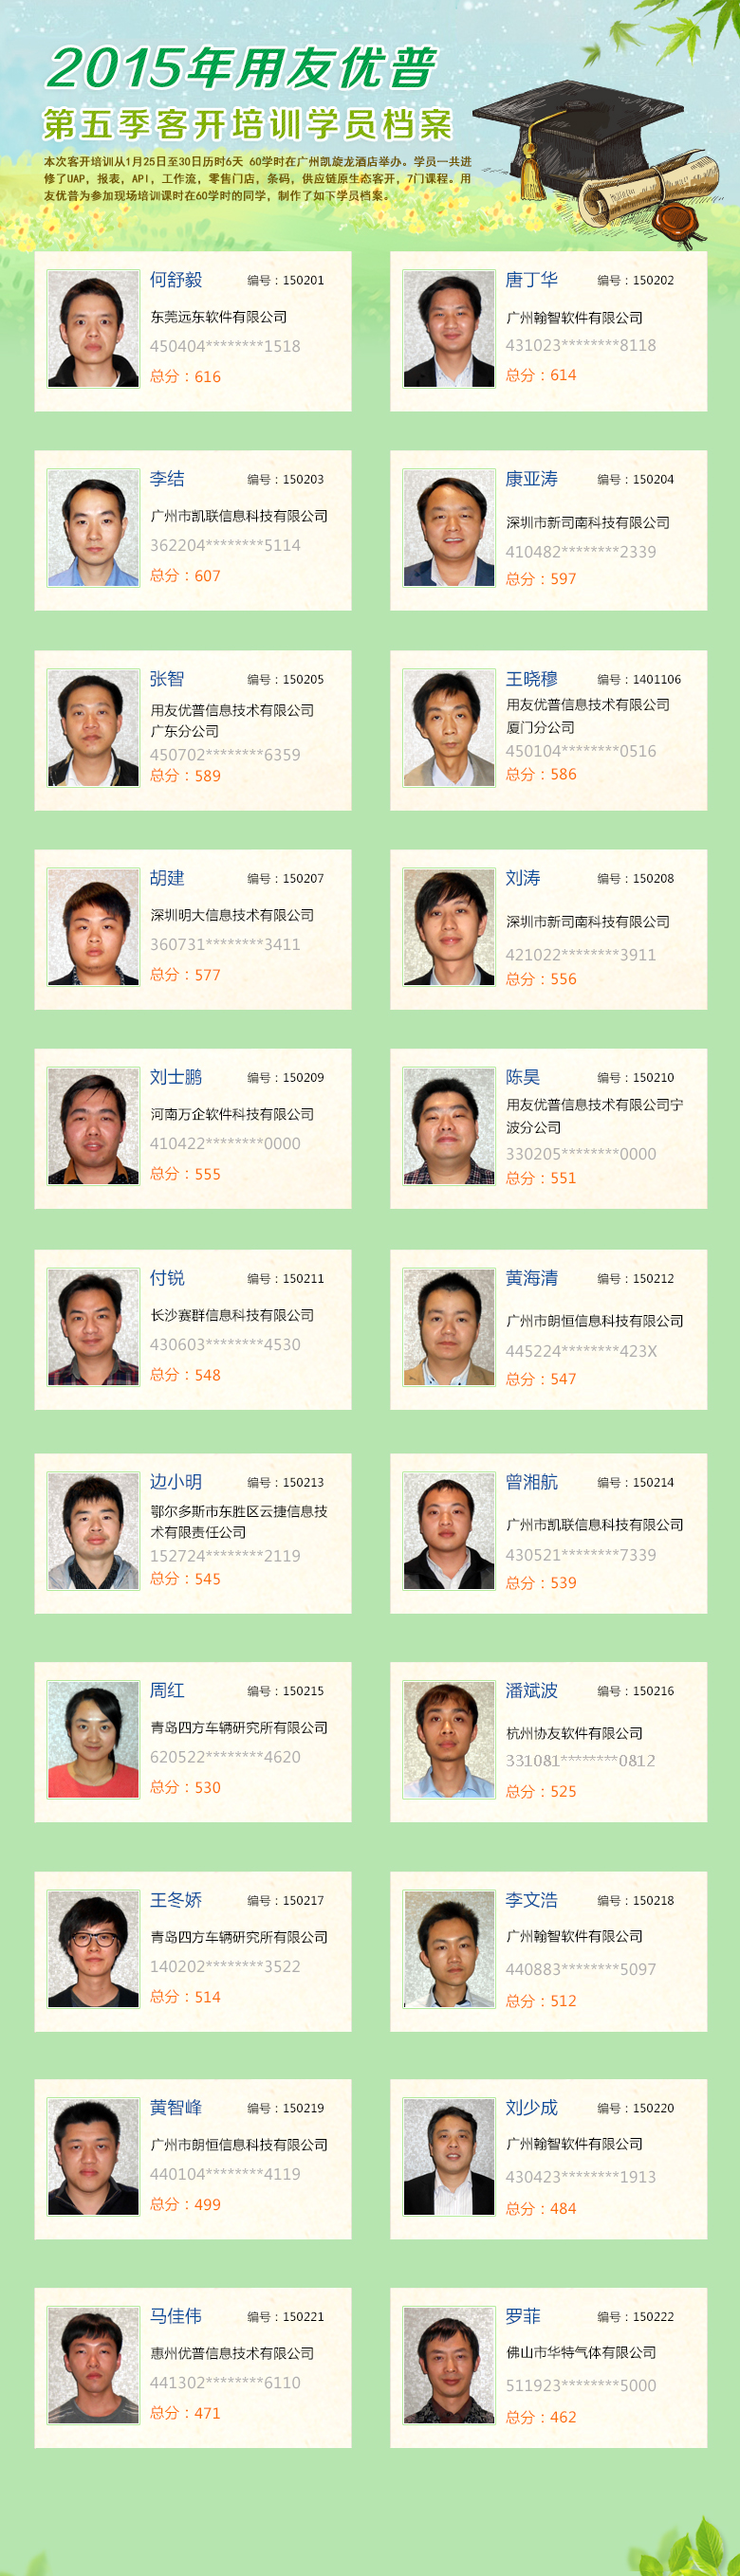 2015年用友优普
第五季客开培训学员档案
本次客开培训从1月25日至30日历时6天 60学时在广州凯旋龙酒店举办。学员一共进
修了UAP，报表，API，工作流，零售门店，条码，供应链原生态客开，7门课程。用
友优普为参加现场培训课时在60学时的同学，制作了如下学员档案。
何舒毅 编号：150201
东莞远东软件有限公司
450404********1518
总分：616
唐丁华 编号：150202
广州翰智软件有限公司
431023********8118
总分：614
李结 编号：150203
广州市凯联信息科技有限公司
362204********5114
总分：607
康亚涛 编号：150204
深圳市新司南科技有限公司
410482********2339
总分：597
张智 编号：150205
用友优普信息技术有限公司
广东分公司
450702********6359
总分：589
王晓穆 编号：1401106
用友优普信息技术有限公司
厦门分公司
450104********0516
总分：586
胡建 编号：150207
深圳明大信息技术有限公司
360731********3411
总分：577
刘涛 编号：150208
深圳市新司南科技有限公司
421022********3911
总分：556
刘士鹏 编号：150209
河南万企软件科技有限公司
410422********0000
总分：555
陈昊 编号：150210
用友优普信息技术有限公司宁
波分公司
330205********0000
总分：551
付锐 编号：150211
长沙赛群信息科技有限公司
430603********4530
总分：548
黄海清 编号：150212
广州市朗恒信息科技有限公司
445224********423X
总分：547
边小明 编号：150213
鄂尔多斯市东胜区云捷信息技
术有限责任公司
152724********2119
总分：545
曾湘航 编号：150214
广州市凯联信息科技有限公司
430521********7339
总分：539
周红 编号：150215
青岛四方车辆研究所有限公司
620522********4620
总分：530
潘斌波 编号：150216
杭州协友软件有限公司
331081********0812
总分：525
王冬娇 编号：150217
青岛四方车辆研究所有限公司
140202********3522
总分：514
李文浩 编号：150218
广州翰智软件有限公司
440883********5097
总分：512
黄智峰 编号：150219
广州市朗恒信息科技有限公司
440104********4119
总分：499
刘少成 编号：150220
广州翰智软件有限公司
430423********1913
总分：484
马佳伟 编号：150221
惠州优普信息技术有限公司
441302********6110
总分：471
罗菲 编号：150222
佛山市华特气体有限公司
511923********5000
总分：462